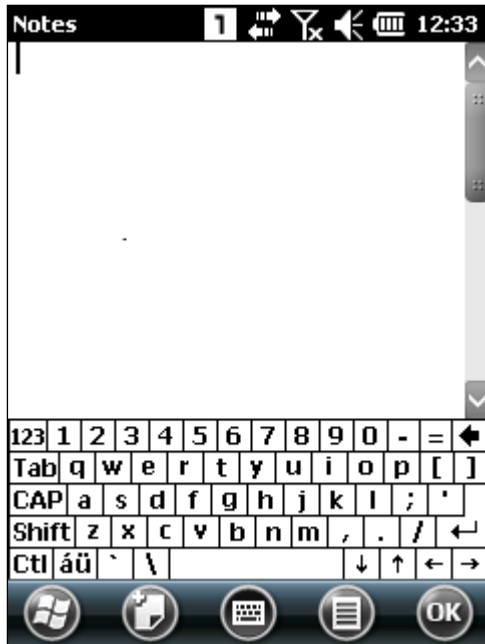 Notes 1 12:33
123 1 2 3 4 5 6 7 8 9 0 - = 
Tab q w e r t y u i o p [ ]
CAP a s d f g h j k l ; '
Shift z x c v b n m , . / ↵
Ctl áü ` \ ↓ ↑ ← →
OK